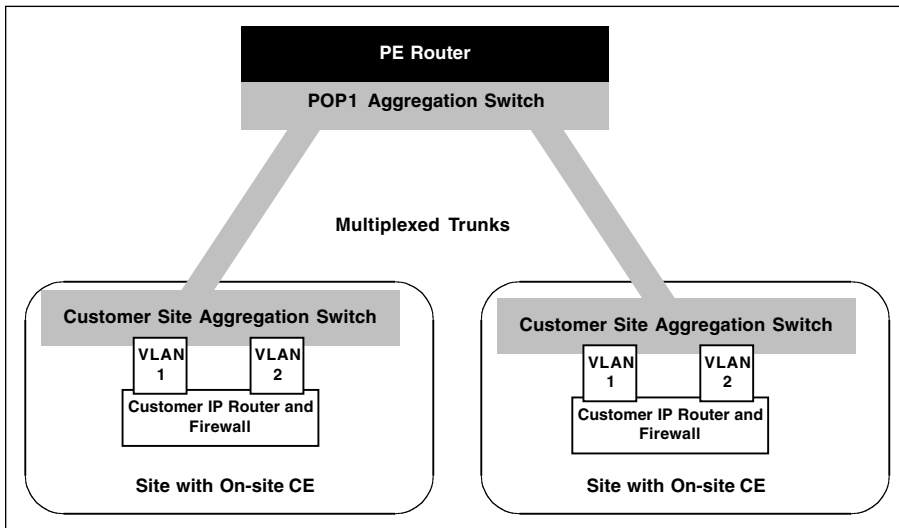 PE Router
POP1 Aggregation Switch
Multiplexed Trunks
Customer Site Aggregation Switch
VLAN
1
VLAN
2
Customer IP Router and
Firewall
Site with On-site CE
Customer Site Aggregation Switch
VLAN
1
VLAN
2
Customer IP Router and
Firewall
Site with On-site CE